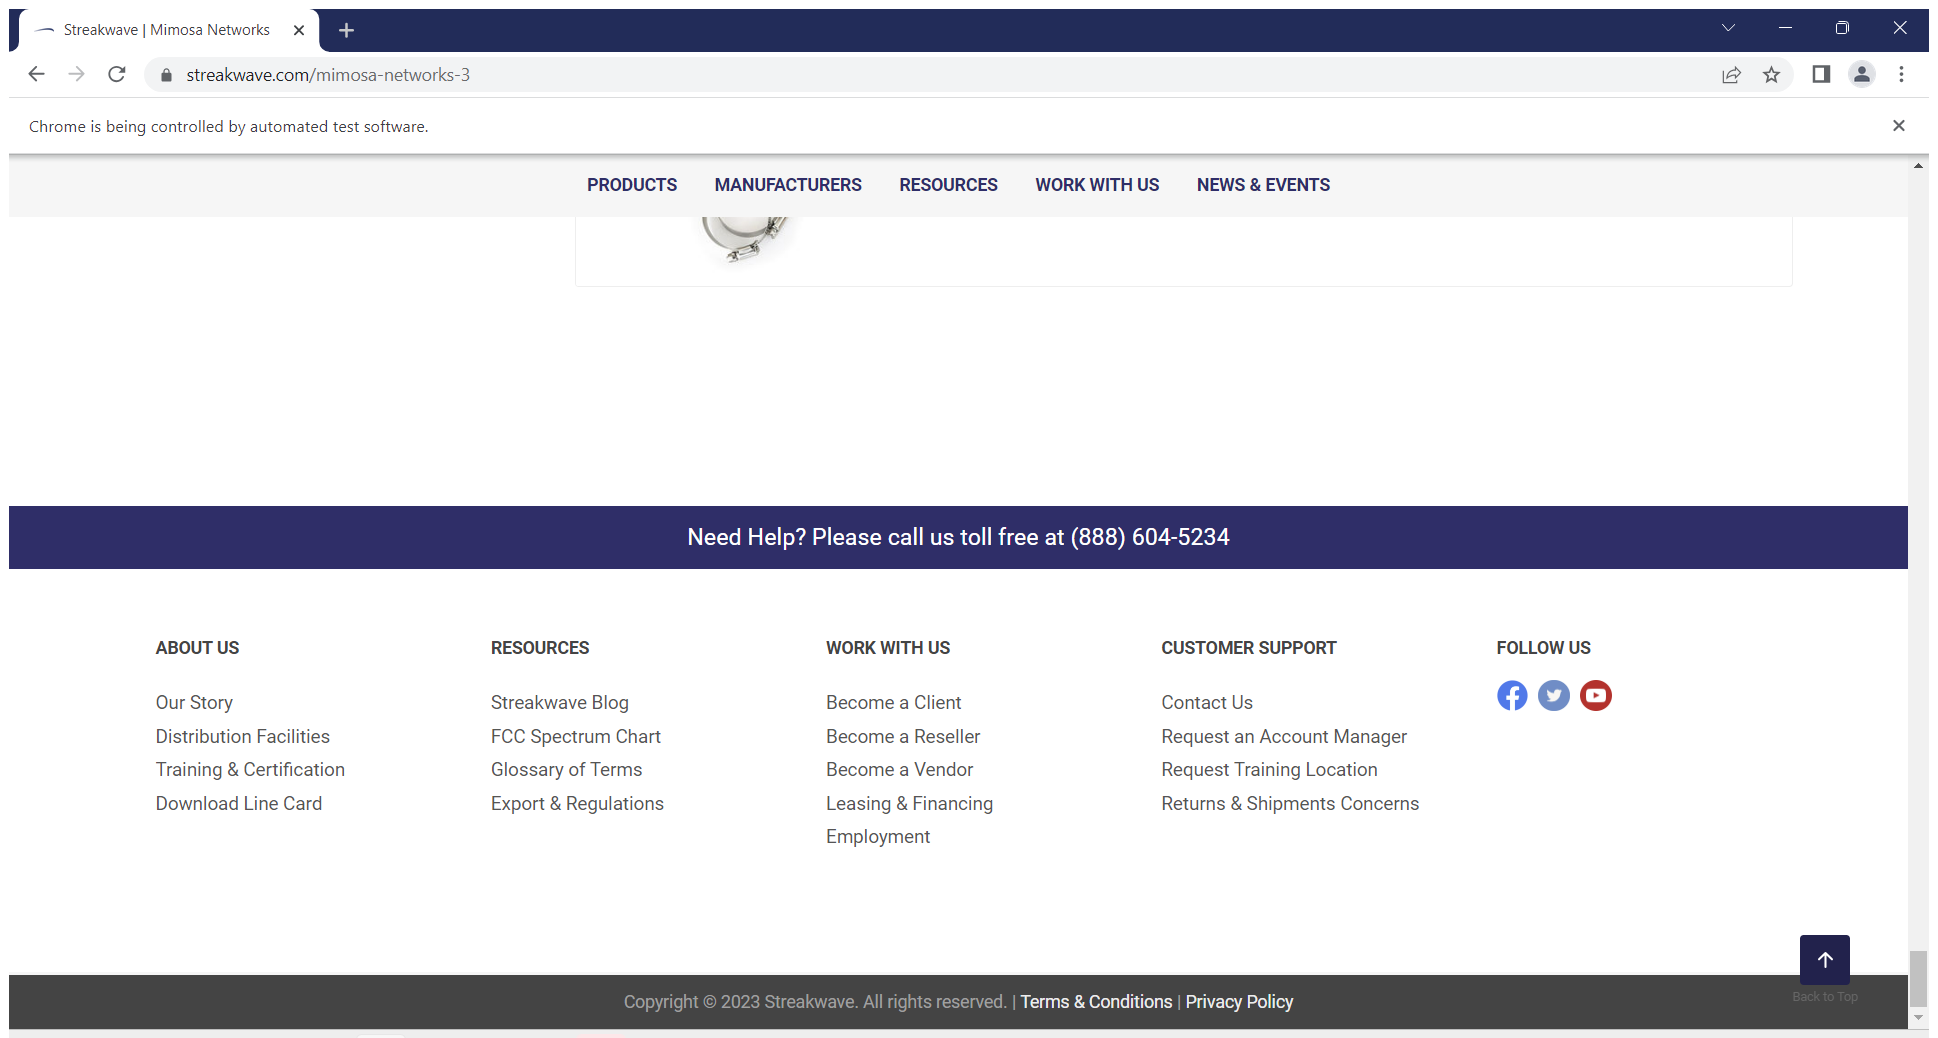 Streakwave | Mimosa Networks
streakwave.com/mimosa-networks-3
Chrome is being controlled by automated test software.
PRODUCTS MANUFACTURERS RESOURCES WORK WITH US NEWS & EVENTS
Need Help? Please call us toll free at (888) 604-5234
ABOUT US
Our Story
Distribution Facilities
Training & Certification
Download Line Card
RESOURCES
Streakwave Blog
FCC Spectrum Chart
Glossary of Terms
Export & Regulations
WORK WITH US
Become a Client
Become a Reseller
Become a Vendor
Leasing & Financing
Employment
CUSTOMER SUPPORT
Contact Us
Request an Account Manager
Request Training Location
Returns & Shipments Concerns
FOLLOW US
Back to Top
Copyright © 2023 Streakwave. All rights reserved. | Terms & Conditions | Privacy Policy